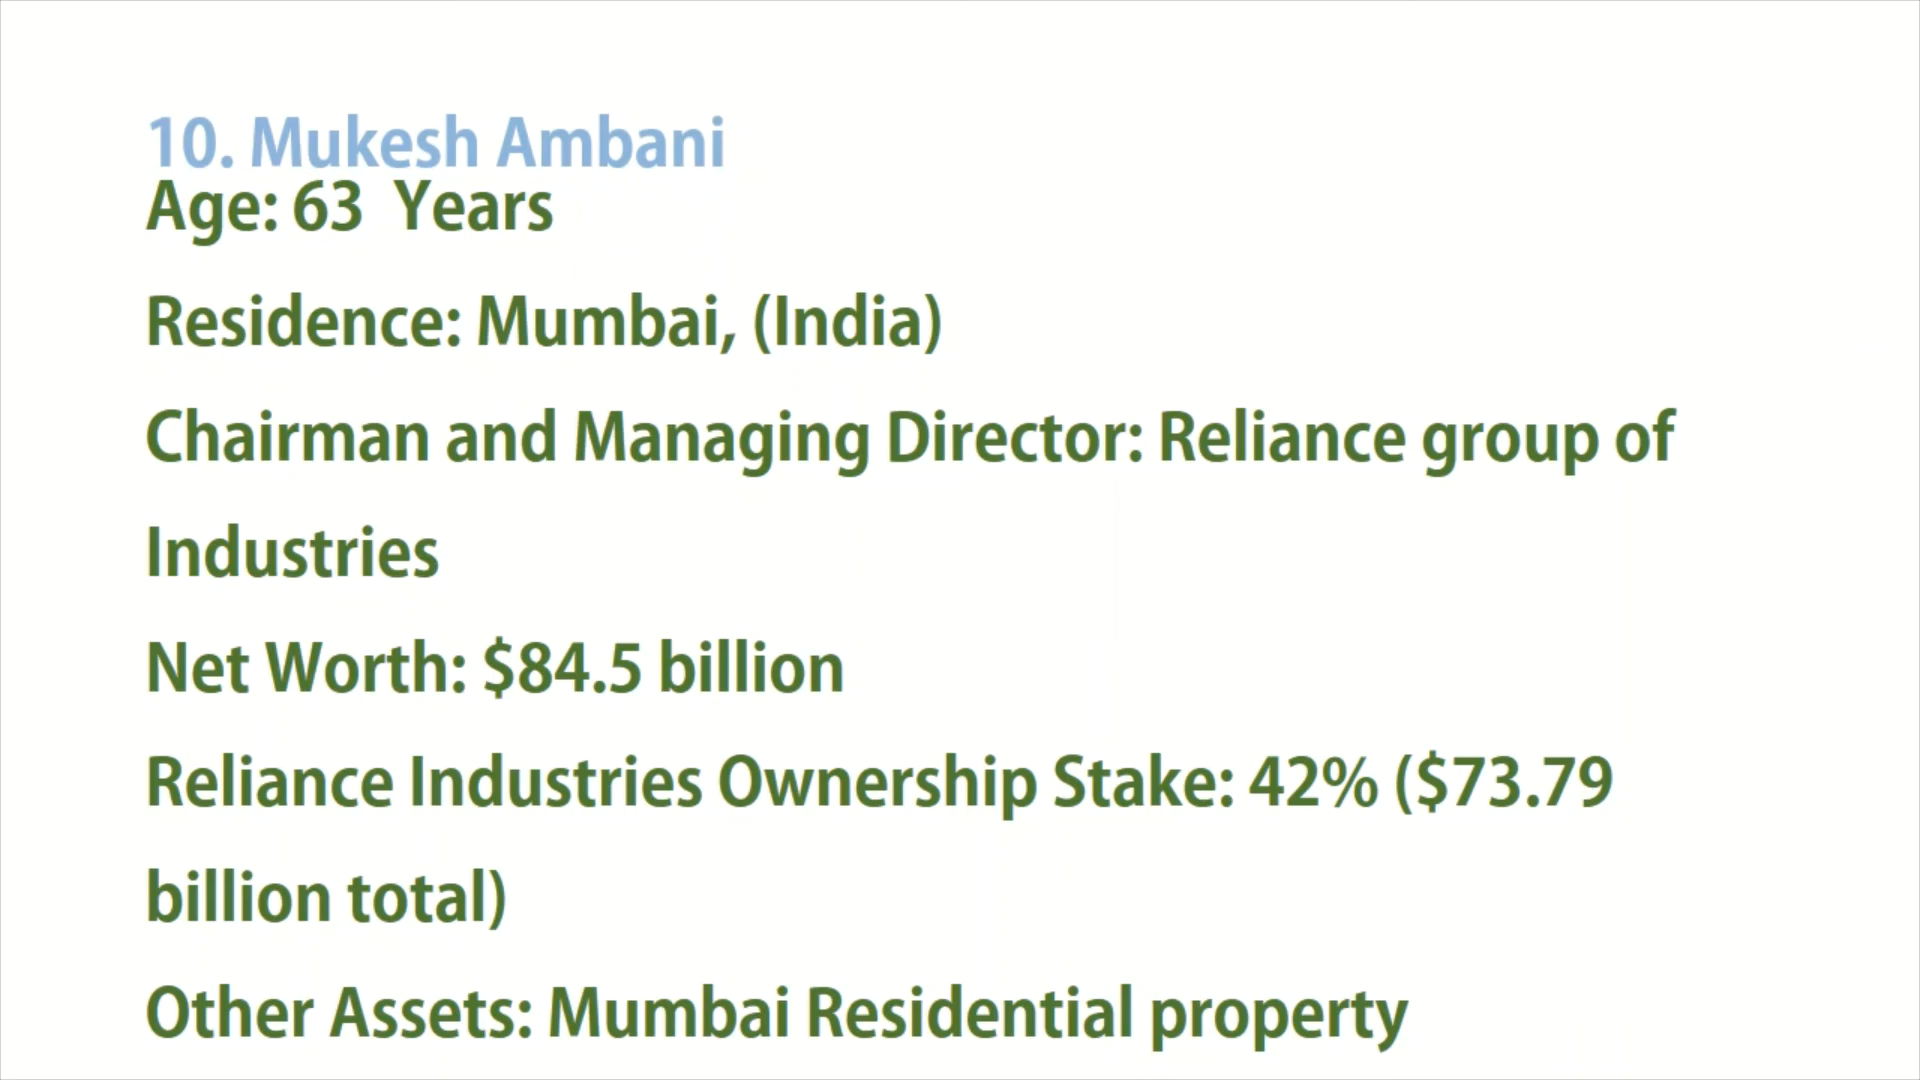 10. Mukesh Ambani
Age: 63  Years
Residence: Mumbai, (India)
Chairman and Managing Director: Reliance group of
Industries
Net Worth: $84.5 billion
Reliance Industries Ownership Stake: 42% ($73.79
billion total)
Other Assets: Mumbai Residential property